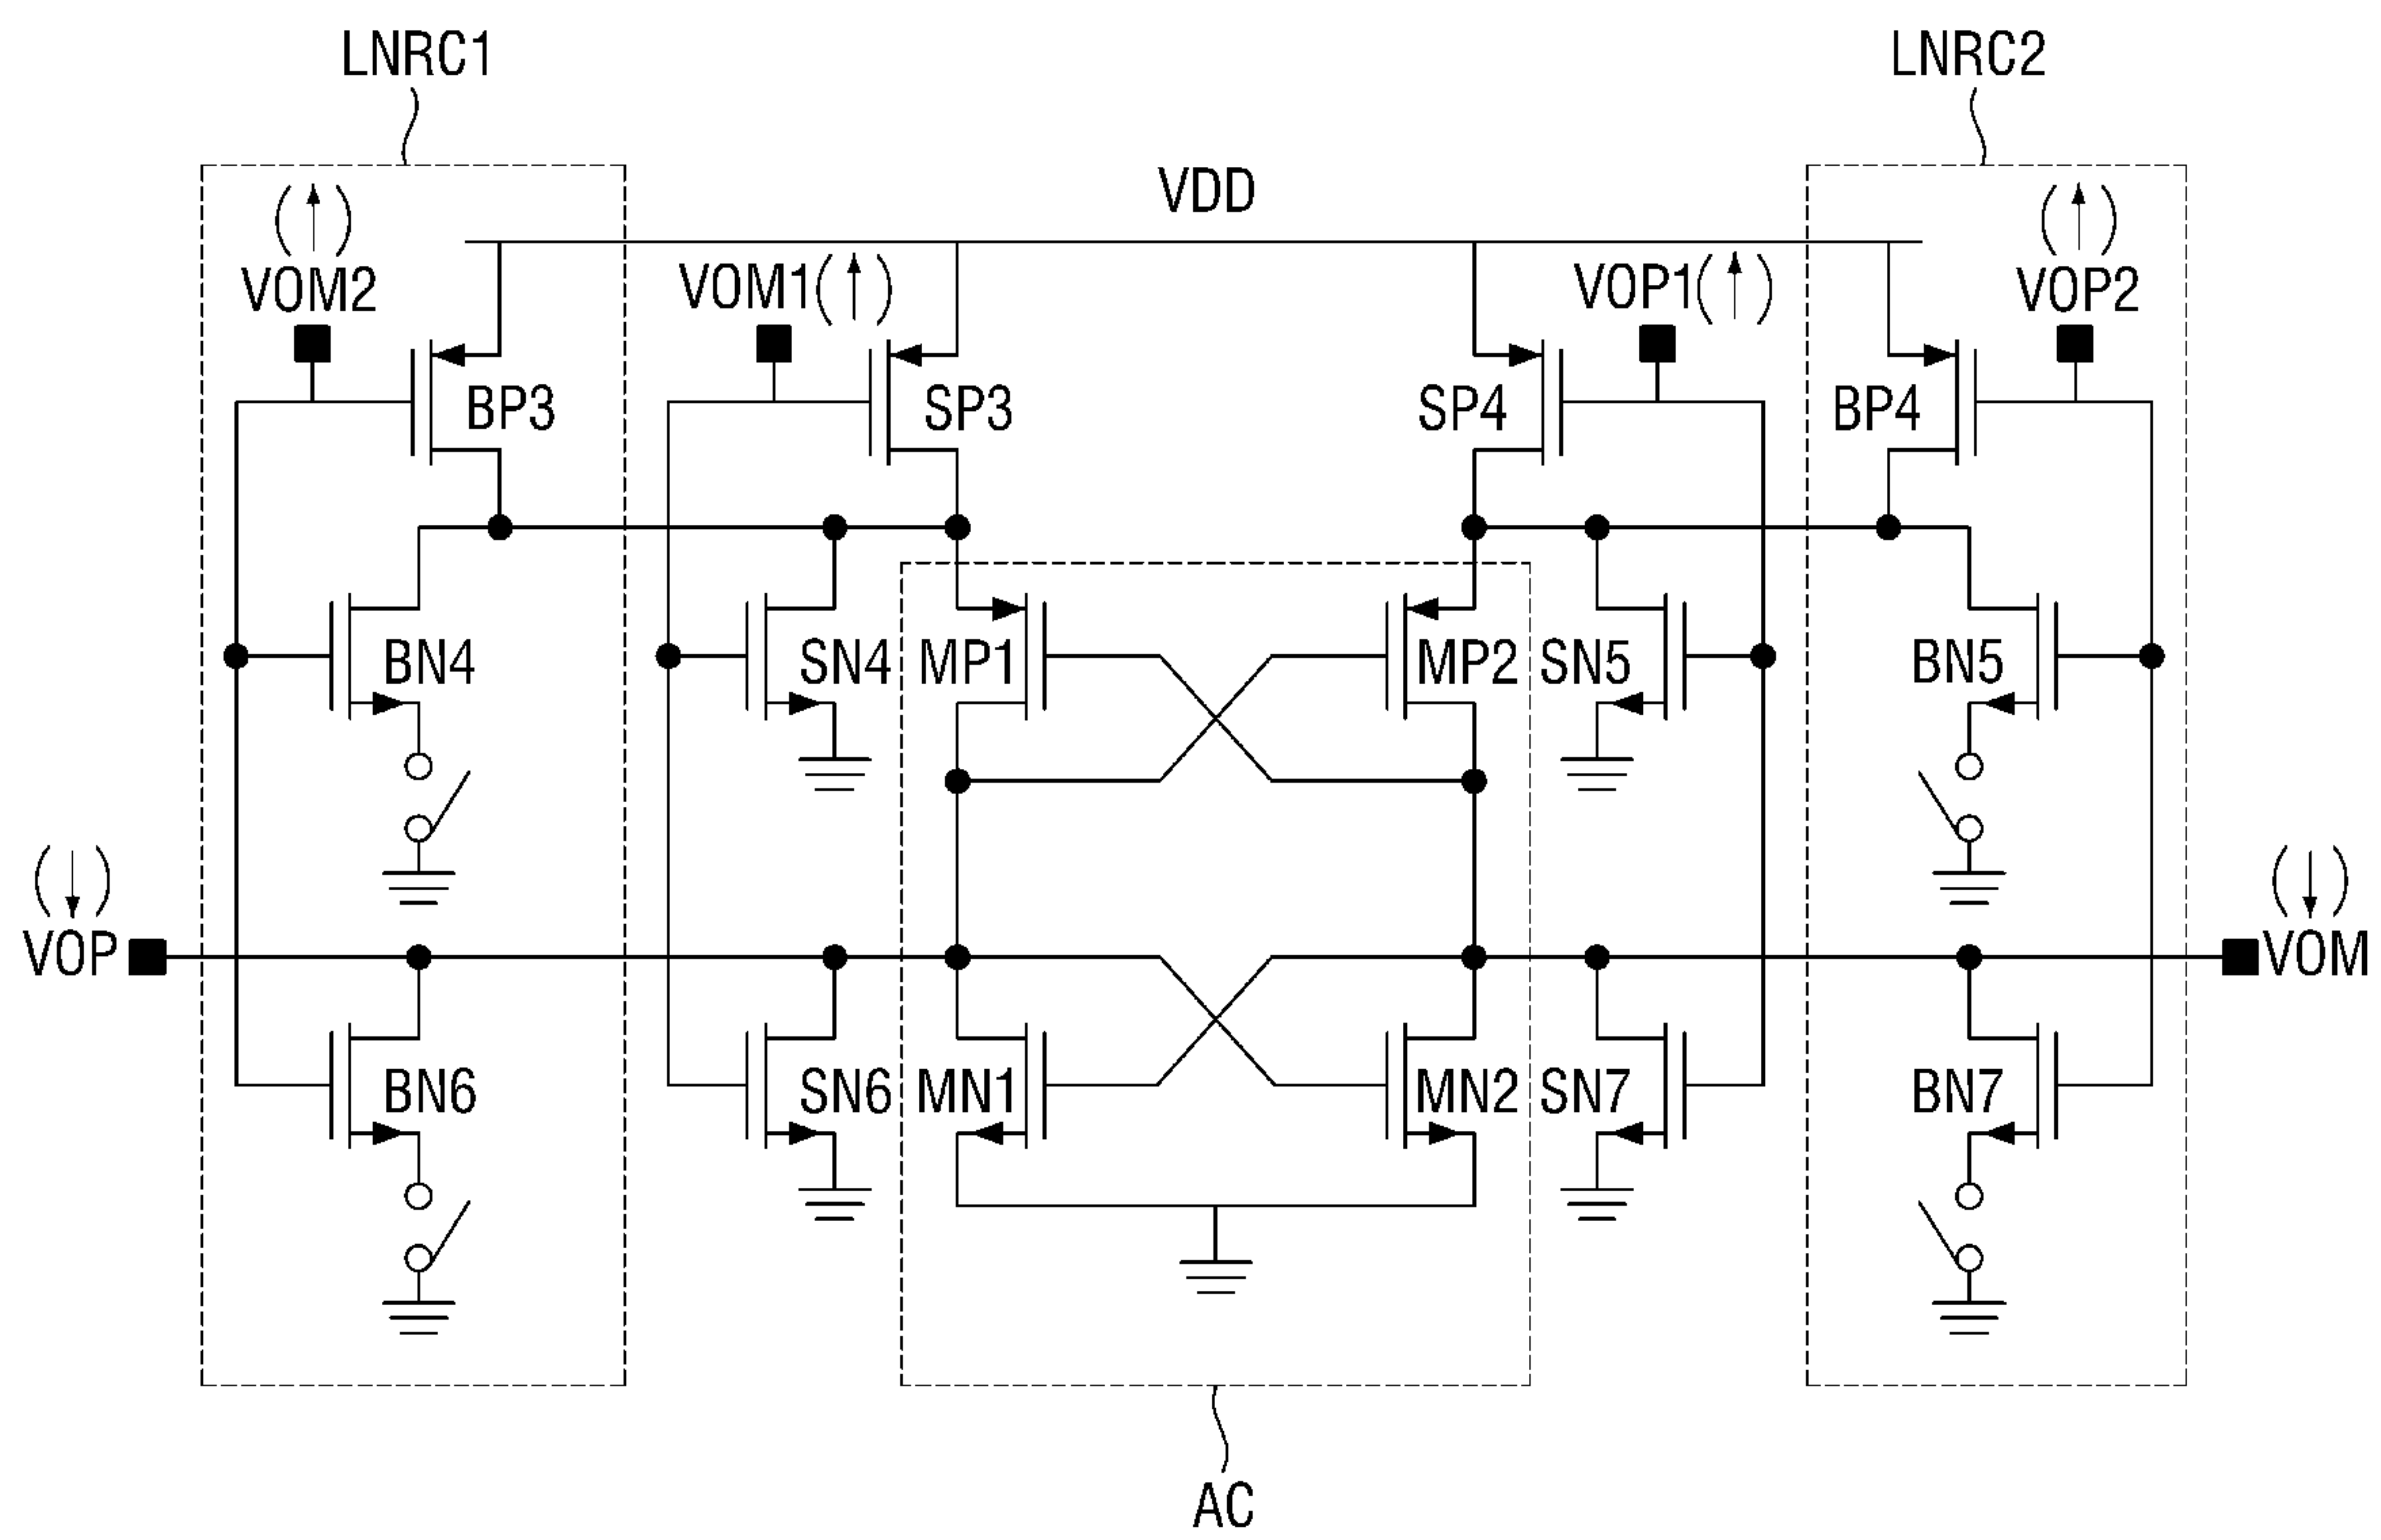 LNRC1
LNRC2
VDD
(↑)
(↑)
VOM2
VOM1(↑)
VOP1(↑)
VOP2
BP3
SP3
SP4
BP4
BN4
SN4
MP1
MP2
SN5
BN5
(↓)
(↓)
VOP
VOM
BN6
SN6
MN1
MN2
SN7
BN7
AC